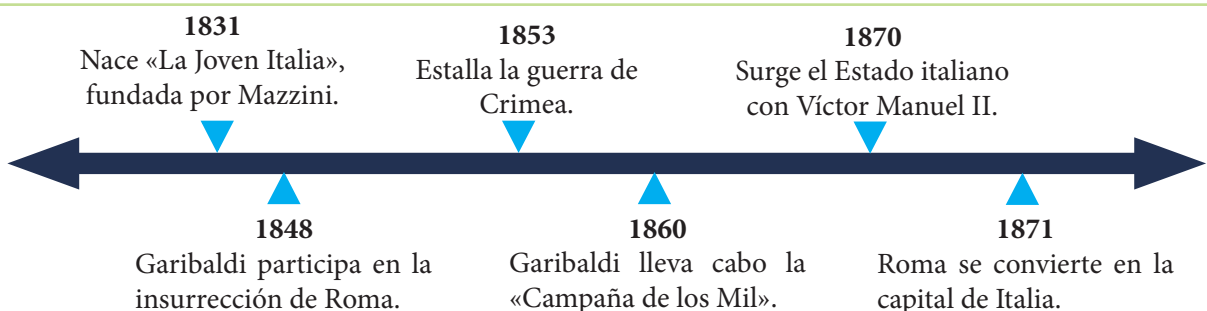 1831
Nace «La Joven Italia»,
fundada por Mazzini.
1853
Estalla la guerra de
Crimea.
1870
Surge el Estado italiano
con Víctor Manuel II.
1848
Garibaldi participa en la
insurrección de Roma.
1860
Garibaldi lleva cabo la
«Campaña de los Mil».
1871
Roma se convierte en la
capital de Italia.